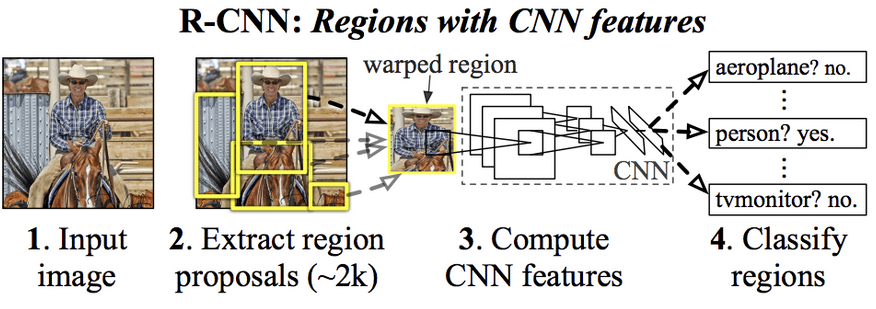 R-CNN: Regions with CNN features
warped region
aeroplane? no.
person? yes.
CNN
tvmonitor? no.
1. Input
image
2. Extract region
proposals (~2k)
3. Compute
CNN features
4. Classify
regions